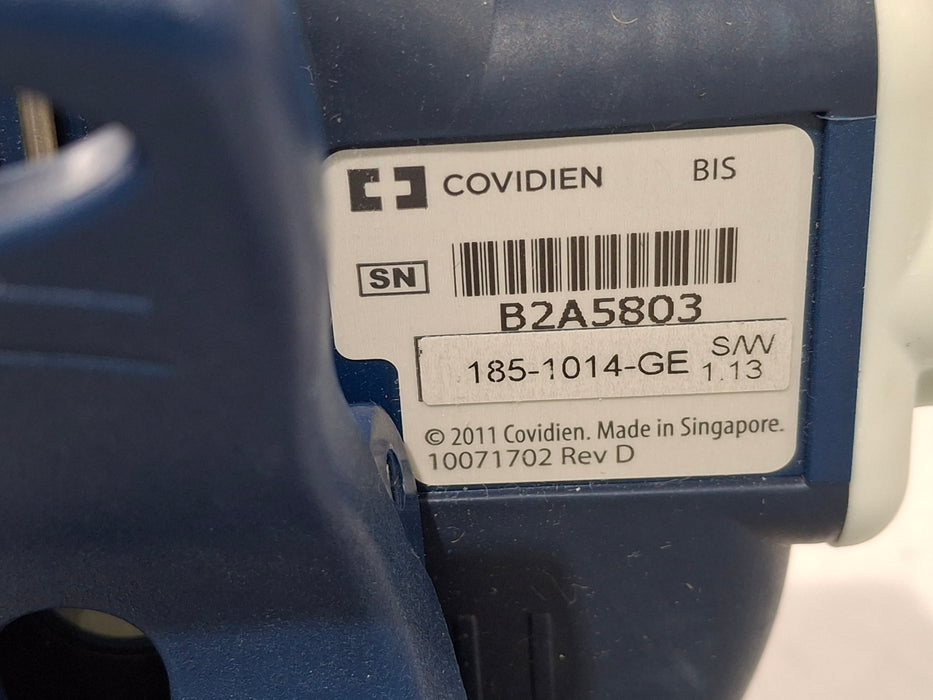 COVIDIEN
BIS
SN
B2A5803
185-1014-GE
S/W
1.13
© 2011 Covidien. Made in Singapore.
10071702 Rev D